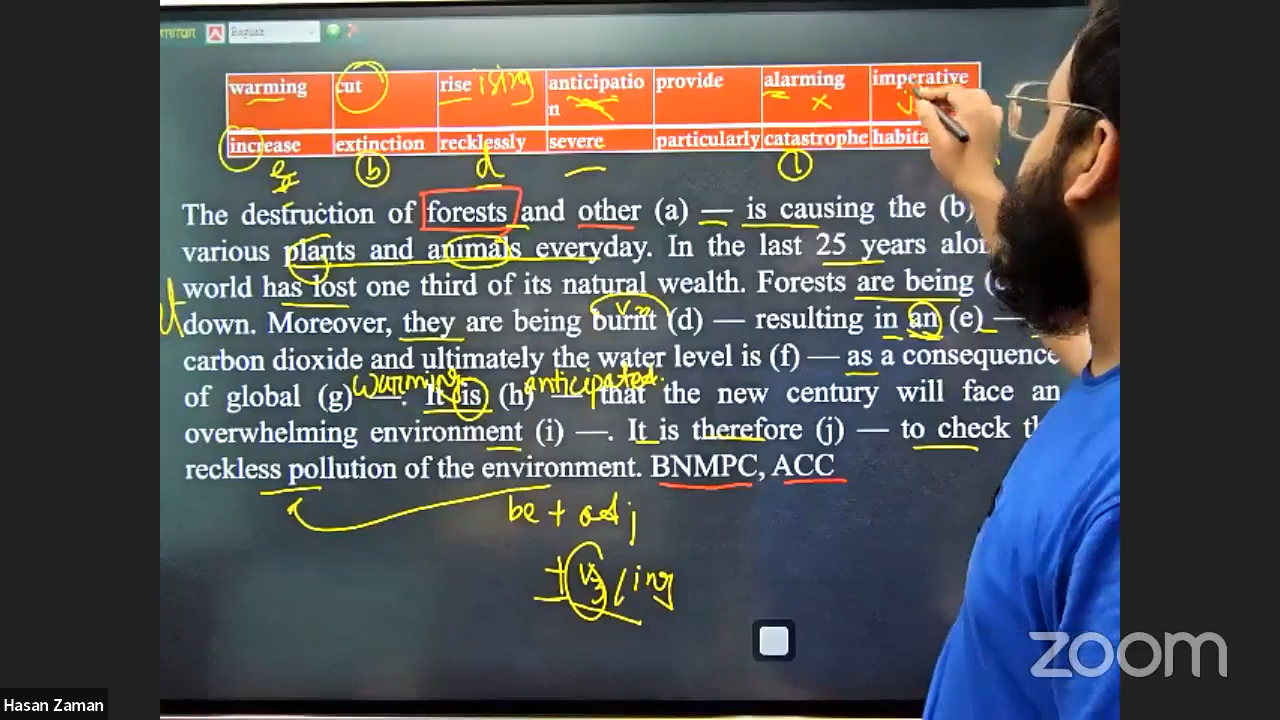 English
warming cut rise ising anticipatio provide alarming imperative
n
increase extinction recklessly severe particularly catastrophe habita
b d i
The destruction of forests and other (a) — is causing the (b)
various plants and animals everyday. In the last 25 years alon
world has lost one third of its natural wealth. Forests are being
down. Moreover, they are being burnt (d) — resulting in an (e) —
carbon dioxide and ultimately the water level is (f) — as a consequence
warming anticipated
of global (g) —. It is (h) — that the new century will face an
overwhelming environment (i) —. It is therefore (j) — to check th
reckless pollution of the environment. BNMPC, ACC
be + adj
+ V3 / ing
zoom
Hasan Zaman